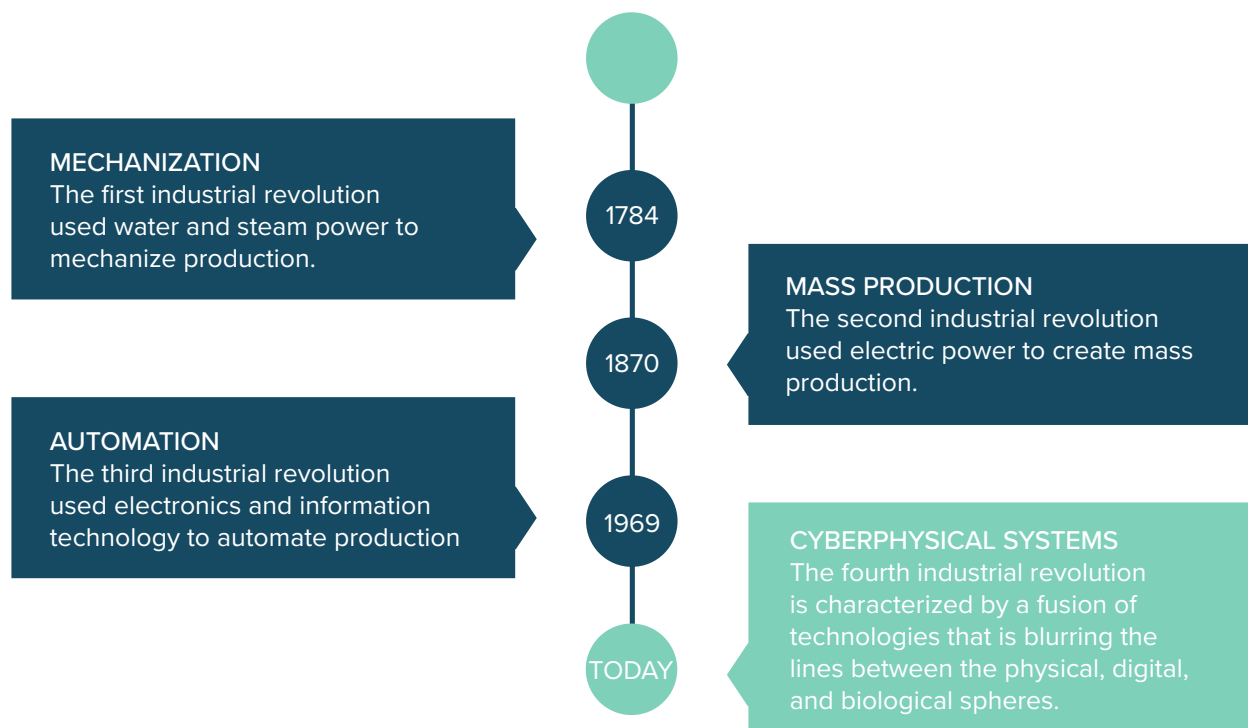 MECHANIZATION
The first industrial revolution
used water and steam power to
mechanize production.
1784
MASS PRODUCTION
The second industrial revolution
used electric power to create mass
production.
1870
AUTOMATION
The third industrial revolution
used electronics and information
technology to automate production
1969
CYBERPHYSICAL SYSTEMS
The fourth industrial revolution
is characterized by a fusion of
technologies that is blurring the
lines between the physical, digital,
and biological spheres.
TODAY